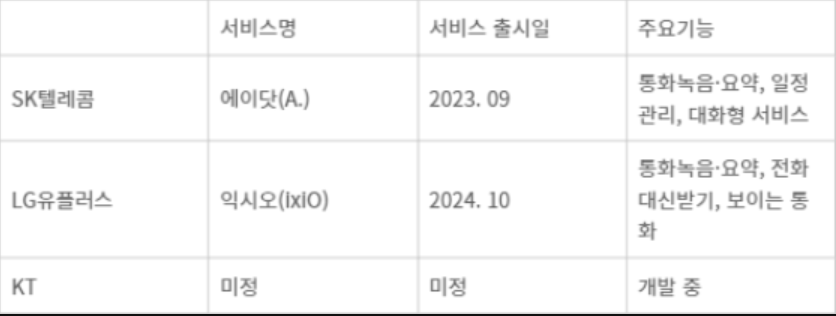 서비스명 서비스 출시일 주요기능
SK텔레콤 에이닷(A.) 2023. 09 통화녹음·요약, 일정
관리, 대화형 서비스
LG유플러스 익시오(IxiO) 2024. 10 통화녹음·요약, 전화
대신받기, 보이는 통
화
KT 미정 미정 개발 중